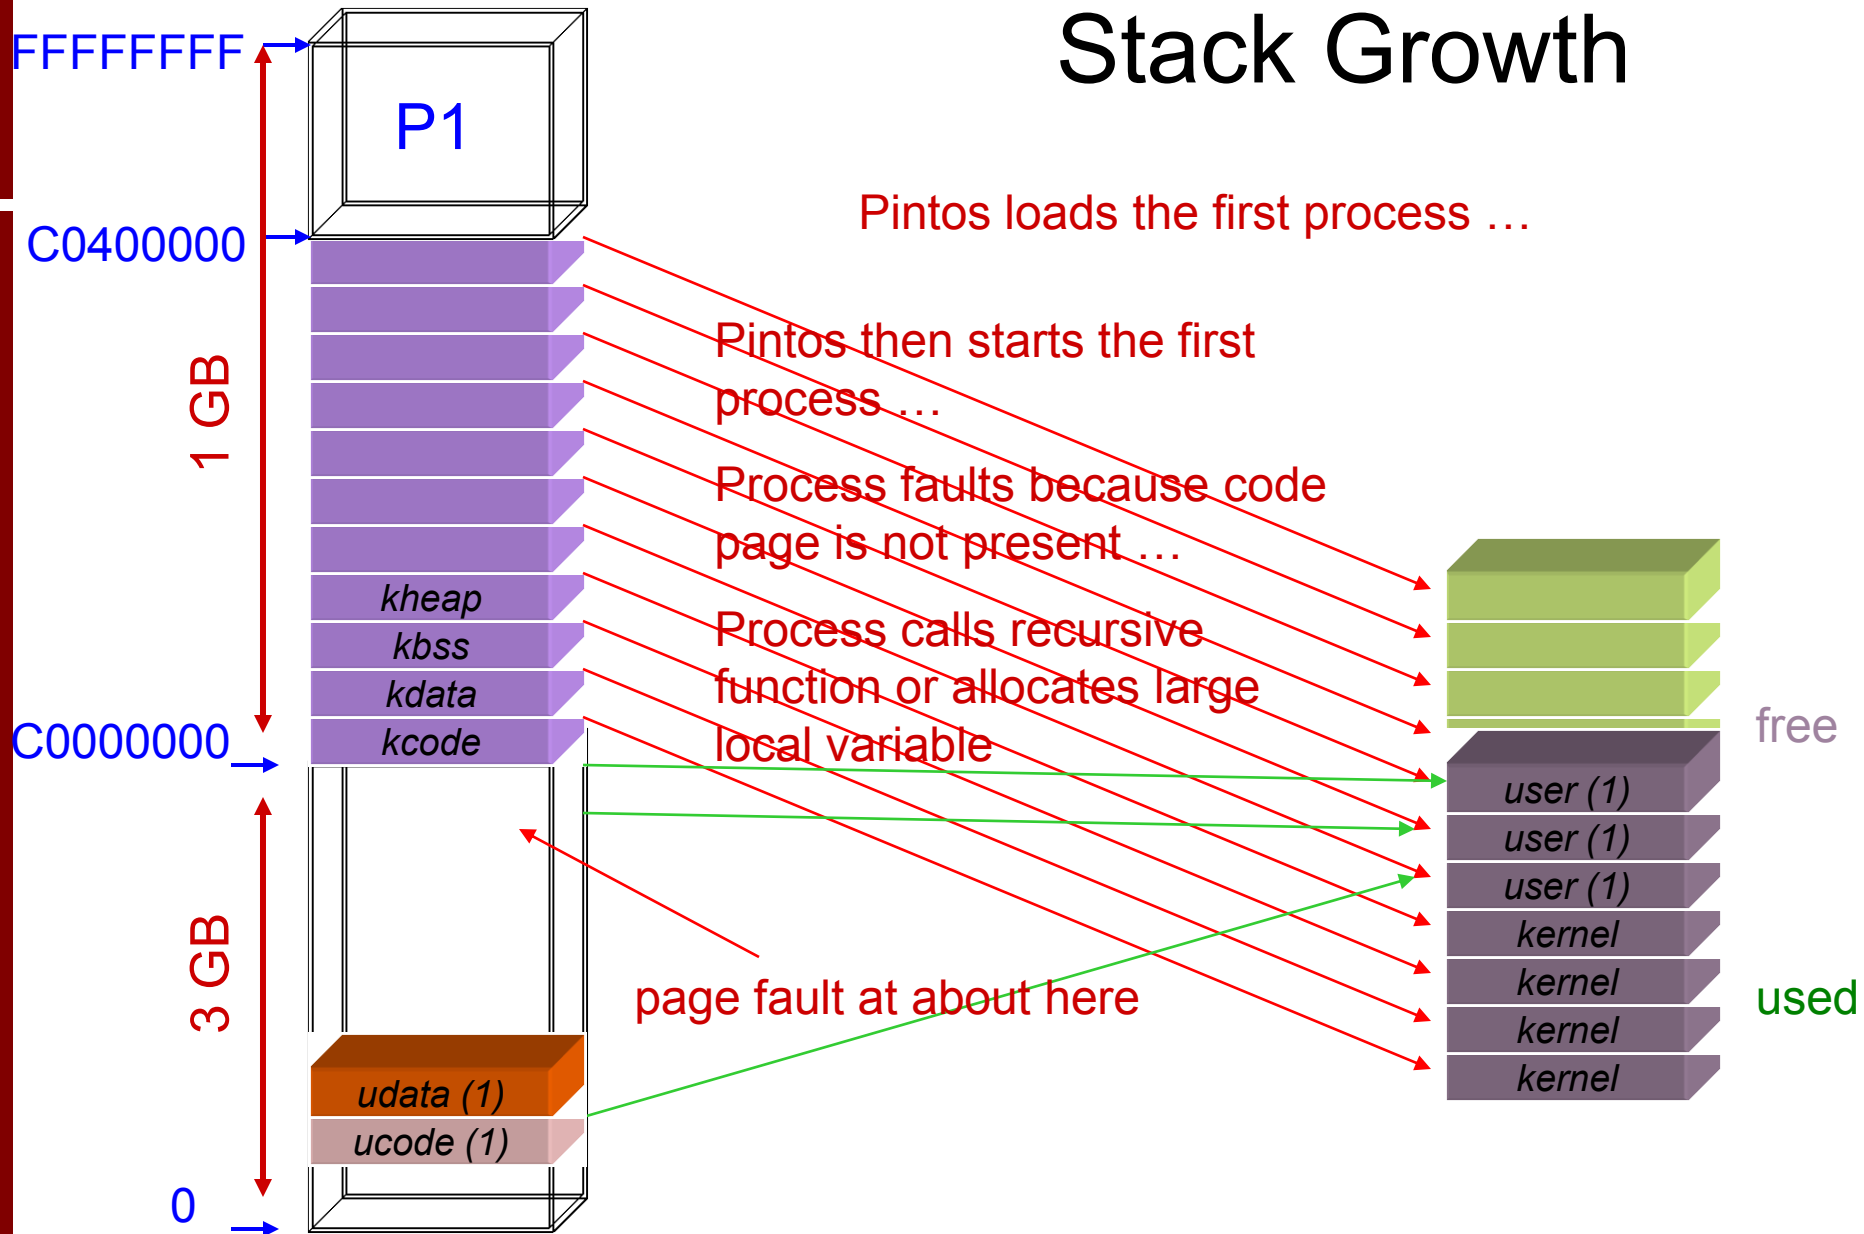 Stack Growth
FFFFFFFF
P1
C0400000
Pintos loads the first process …
1 GB
Pintos then starts the first
process …
Process faults because code
page is not present …
Process calls recursive
function or allocates large
local variable
kheap
kbss
kdata
kcode
C0000000
free
user (1)
user (1)
user (1)
kernel
kernel
kernel
kernel
used
3 GB
page fault at about here
udata (1)
ucode (1)
0